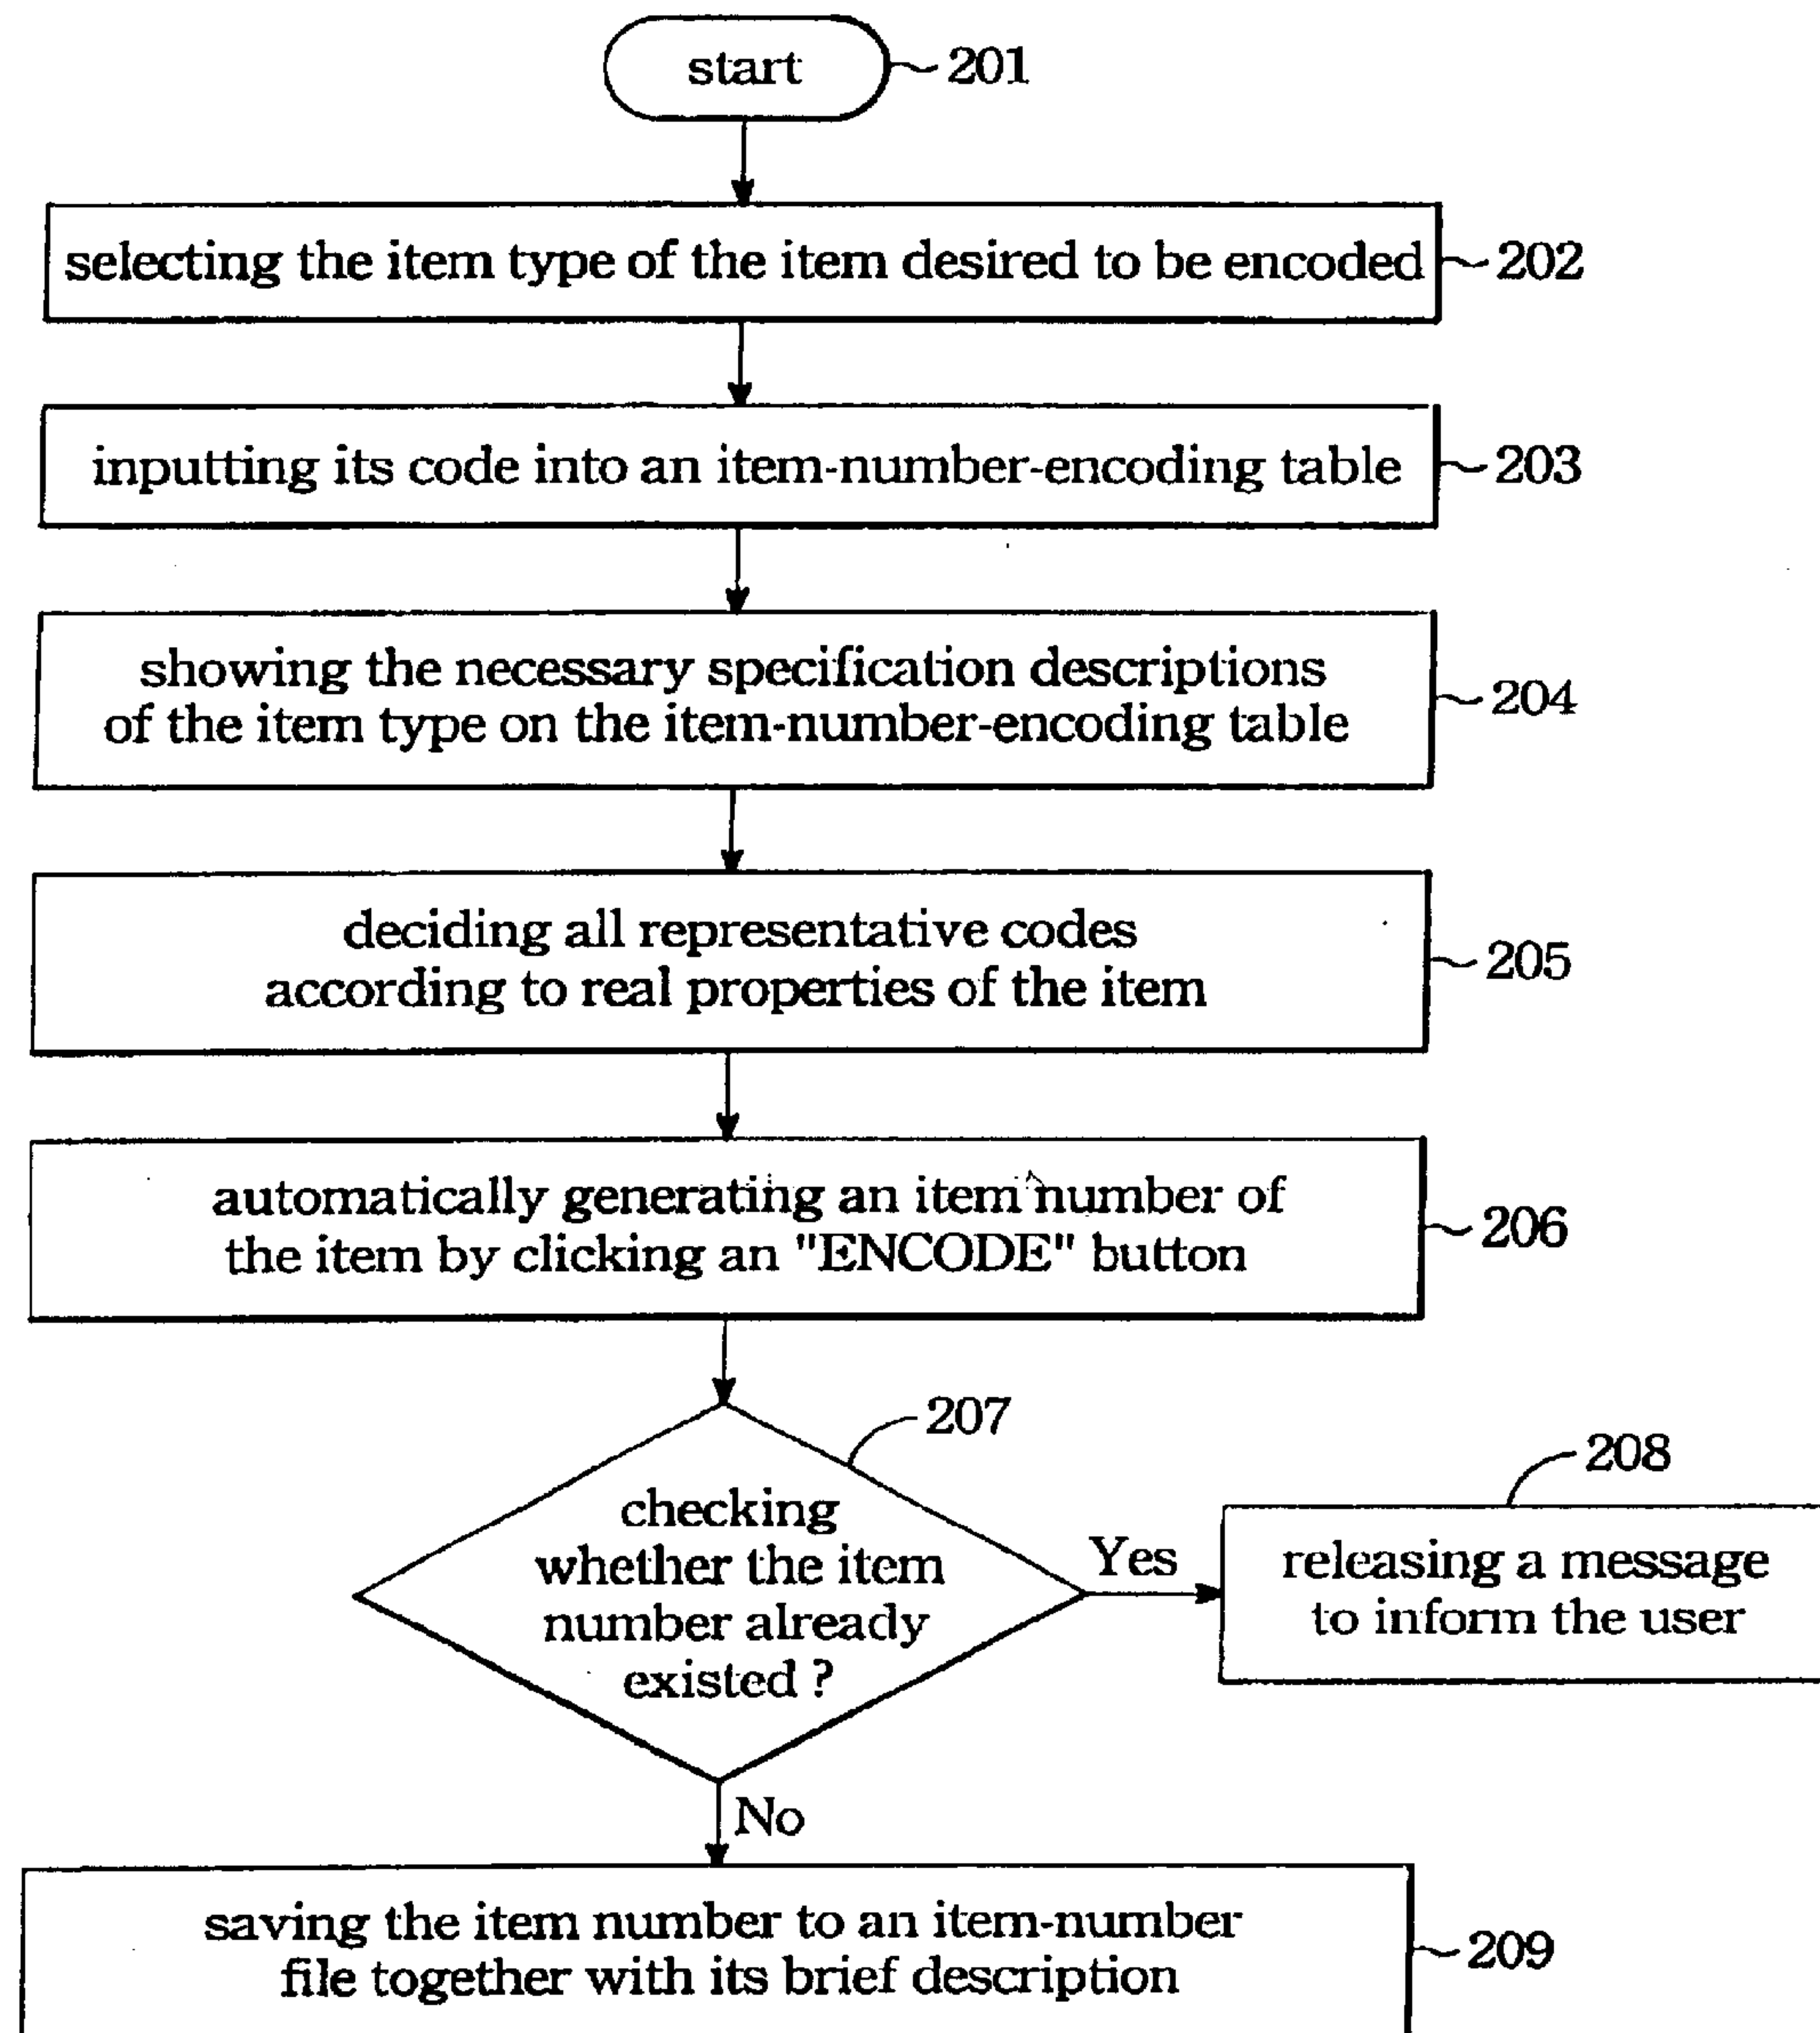 start
201
selecting the item type of the item desired to be encoded
202
inputting its code into an item-number-encoding table
203
showing the necessary specification descriptions
of the item type on the item-number-encoding table
204
deciding all representative codes
according to real properties of the item
205
automatically generating an item number of
the item by clicking an "ENCODE" button
206
207
checking
whether the item
number already
existed ?
Yes
208
releasing a message
to inform the user
No
saving the item number to an item-number
file together with its brief description
209